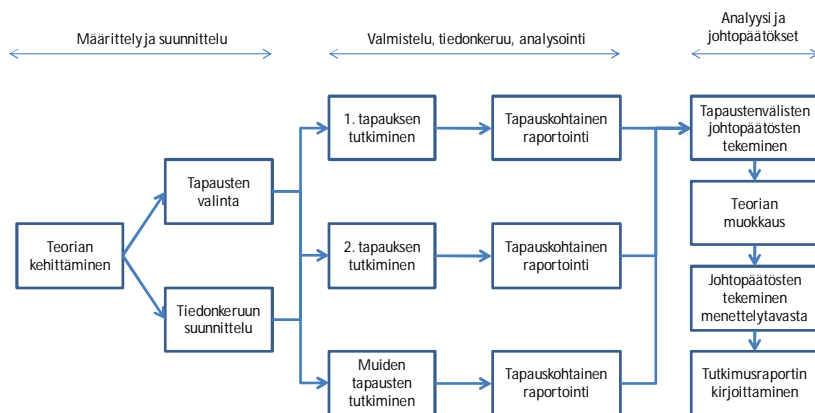 Määrittely ja suunnittelu
Valmistelu, tiedonkeruu, analysointi
Analyysi ja
johtopäätökset
Teorian
kehittäminen
Tapausten
valinta
Tiedonkeruun
suunnittelu
1. tapauksen
tutkiminen
Tapauskohtainen
raportointi
2. tapauksen
tutkiminen
Tapauskohtainen
raportointi
Muiden
tapausten
tutkiminen
Tapauskohtainen
raportointi
Tapaustenvälisten
johtopäätösten
tekeminen
Teorian
muokkaus
Johtopäätösten
tekeminen
menettelytavasta
Tutkimusraportin
kirjoittaminen